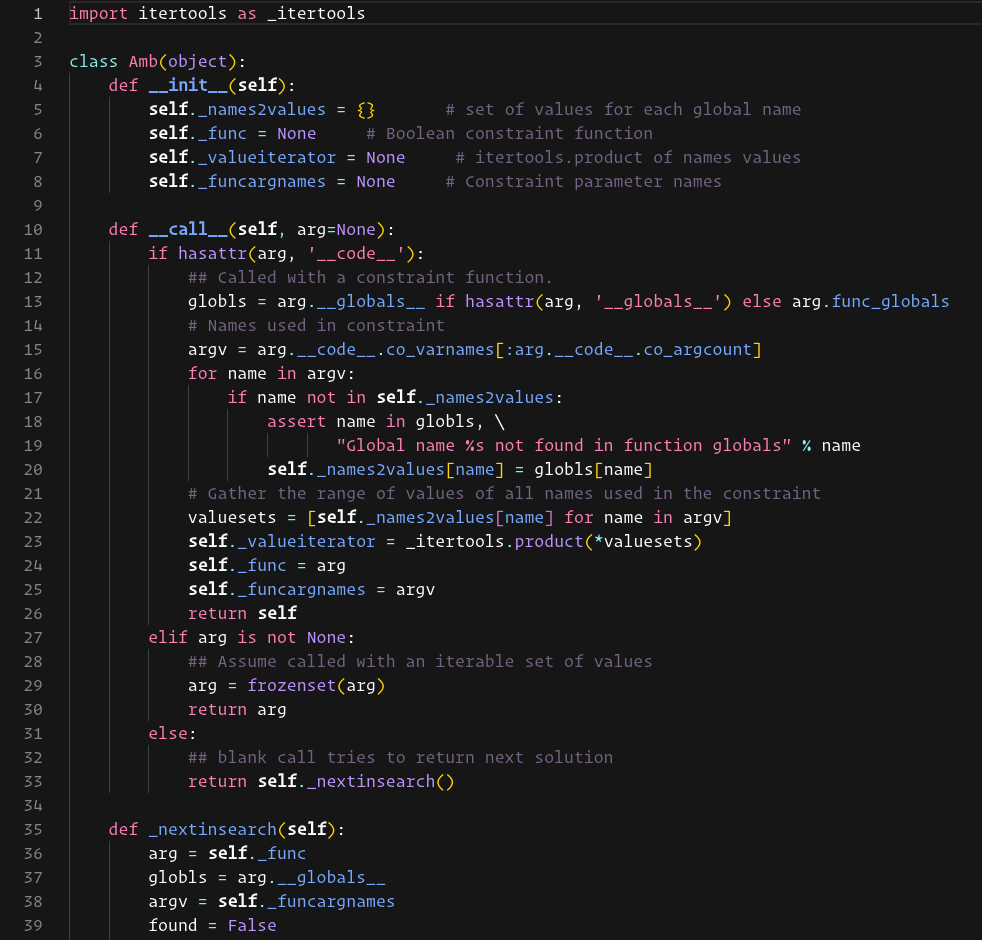 1 import itertools as _itertools
2
3 class Amb(object):
4     def __init__(self):
5         self._names2values = {}       # set of values for each global name
6         self._func = None     # Boolean constraint function
7         self._valueiterator = None     # itertools.product of names values
8         self._funcargnames = None     # Constraint parameter names
9
10     def __call__(self, arg=None):
11         if hasattr(arg, '__code__'):
12             ## Called with a constraint function.
13             globls = arg.__globals__ if hasattr(arg, '__globals__') else arg.func_globals
14             # Names used in constraint
15             argv = arg.__code__.co_varnames[:arg.__code__.co_argcount]
16             for name in argv:
17                 if name not in self._names2values:
18                     assert name in globls, \
19                            "Global name %s not found in function globals" % name
20                     self._names2values[name] = globls[name]
21             # Gather the range of values of all names used in the constraint
22             valuesets = [self._names2values[name] for name in argv]
23             self._valueiterator = _itertools.product(*valuesets)
24             self._func = arg
25             self._funcargnames = argv
26             return self
27         elif arg is not None:
28             ## Assume called with an iterable set of values
29             arg = frozenset(arg)
30             return arg
31         else:
32             ## blank call tries to return next solution
33             return self._nextinsearch()
34
35     def _nextinsearch(self):
36         arg = self._func
37         globls = arg.__globals__
38         argv = self._funcargnames
39         found = False